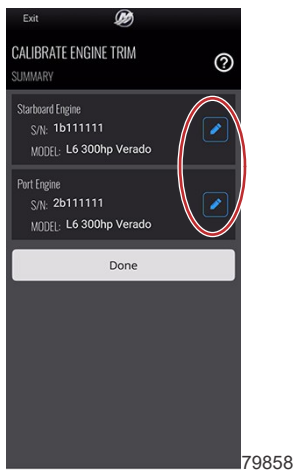 Exit
CALIBRATE ENGINE TRIM
SUMMARY
?
Starboard Engine
S/N: 1b111111
MODEL: L6 300hp Verado
Port Engine
S/N: 2b111111
MODEL: L6 300hp Verado
Done
79858